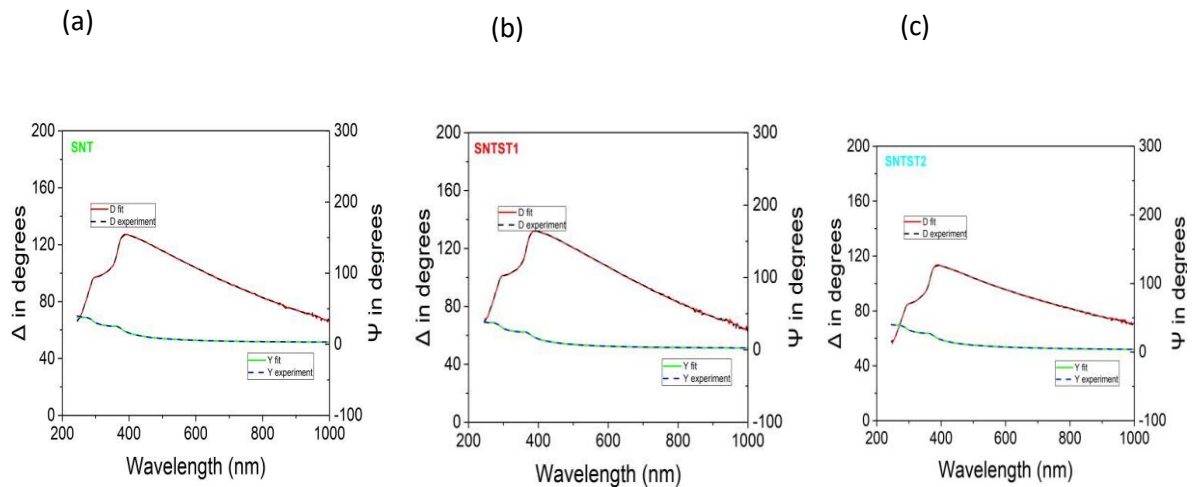 (a)
(b)
(c)
200
160
120
80
40
0
Δ in degrees
SNT
D fit
D experiment
Y fit
Y experiment
300
200
100
0
-100
Ψ in degrees
200 400 600 800 1000
Wavelength (nm)
200
160
120
80
40
0
Δ in degrees
SNTST1
D fit
D experiment
Y fit
Y experiment
300
200
100
0
-100
Ψ in degrees
200 400 600 800 1000
Wavelength (nm)
200
160
120
80
40
0
Δ in degrees
SNTST2
D fit
D experiment
Y fit
Y experiment
300
200
100
0
-100
Ψ in degrees
200 400 600 800 1000
Wavelength (nm)